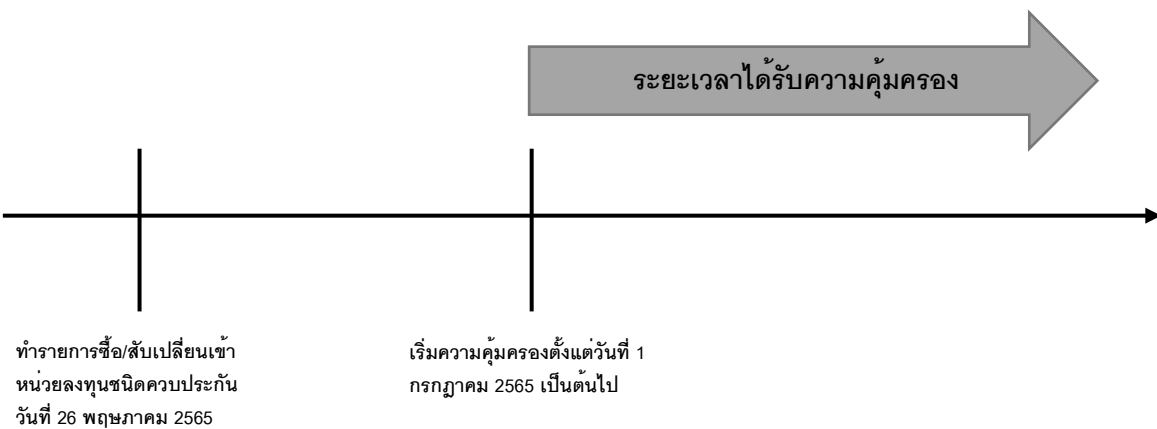 ระยะเวลาได้รับความคุ้มครอง
ทำรายการซื้อ/สับเปลี่ยนเข้า
หน่วยลงทุนชนิดควบประกัน
วันที่ 26 พฤษภาคม 2565
เริ่มความคุ้มครองตั้งแต่วันที่ 1
กรกฎาคม 2565 เป็นต้นไป